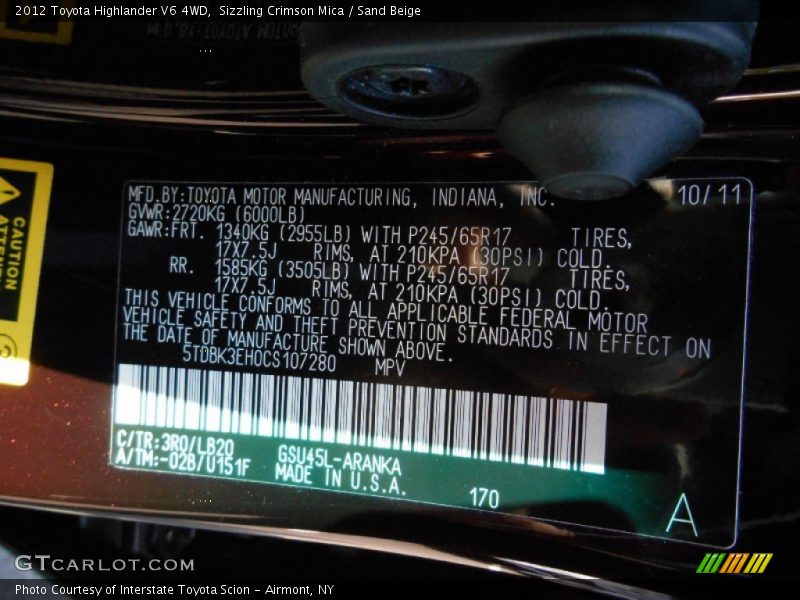 2012 Toyota Highlander V6 4WD, Sizzling Crimson Mica / Sand Beige
CAUTION
MFD.BY:TOYOTA MOTOR MANUFACTURING, INDIANA, INC. 10/11
GVWR:2720KG (6000LB)
GAWR:FRT. 1340KG (2955LB) WITH P245/65R17 TIRES,
17X7.5J RIMS, AT 210KPA (30PSI) COLD.
RR. 1585KG (3505LB) WITH P245/65R17 TIRES,
17X7.5J RIMS, AT 210KPA (30PSI) COLD.
THIS VEHICLE CONFORMS TO ALL APPLICABLE FEDERAL MOTOR
VEHICLE SAFETY AND THEFT PREVENTION STANDARDS IN EFFECT ON
THE DATE OF MANUFACTURE SHOWN ABOVE.
5TDBK3EH0CS107280 MPV
C/TR:3R0/LB20 GSU45L-ARANKA
A/TM:-02B/U151F MADE IN U.S.A.
170
A
GTCARLOT.COM
Photo Courtesy of Interstate Toyota Scion - Airmont, NY